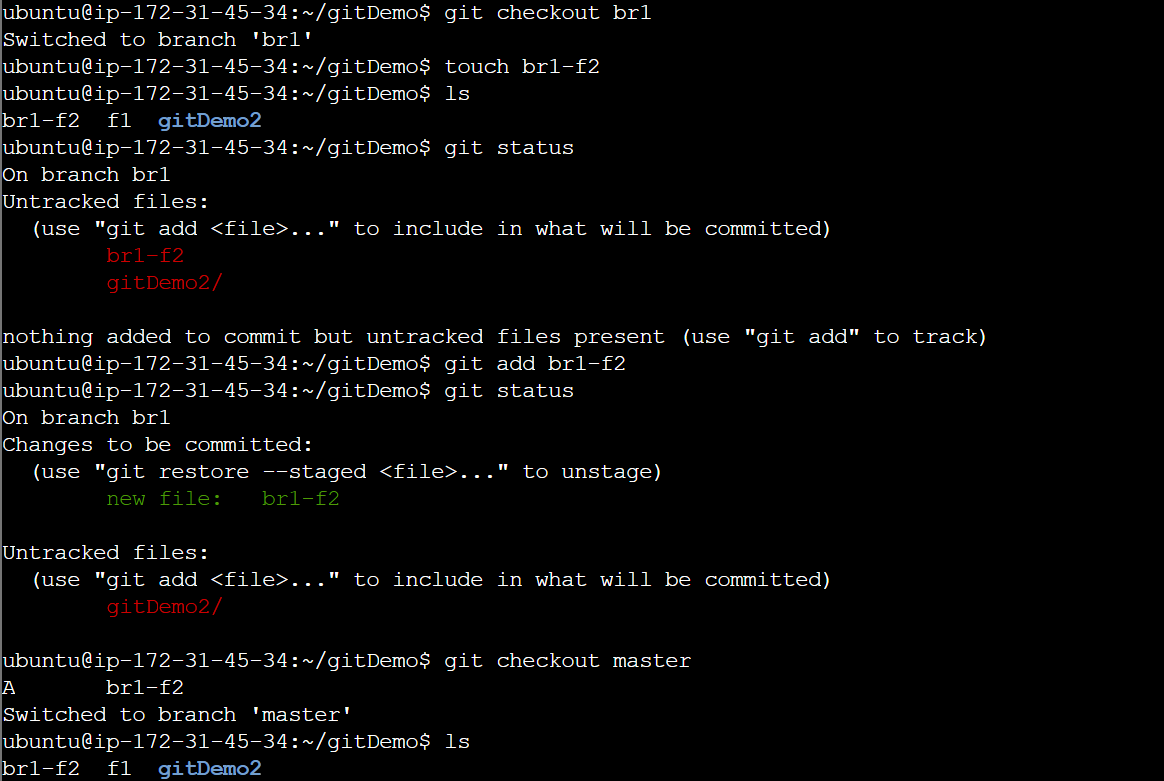 ubuntu@ip-172-31-45-34:~/gitDemo$ git checkout br1
Switched to branch 'br1'
ubuntu@ip-172-31-45-34:~/gitDemo$ touch br1-f2
ubuntu@ip-172-31-45-34:~/gitDemo$ ls
br1-f2  f1  gitDemo2
ubuntu@ip-172-31-45-34:~/gitDemo$ git status
On branch br1
Untracked files:
  (use "git add <file>..." to include in what will be committed)
        br1-f2
        gitDemo2/

nothing added to commit but untracked files present (use "git add" to track)
ubuntu@ip-172-31-45-34:~/gitDemo$ git add br1-f2
ubuntu@ip-172-31-45-34:~/gitDemo$ git status
On branch br1
Changes to be committed:
  (use "git restore --staged <file>..." to unstage)
        new file:   br1-f2

Untracked files:
  (use "git add <file>..." to include in what will be committed)
        gitDemo2/

ubuntu@ip-172-31-45-34:~/gitDemo$ git checkout master
A       br1-f2
Switched to branch 'master'
ubuntu@ip-172-31-45-34:~/gitDemo$ ls
br1-f2  f1  gitDemo2